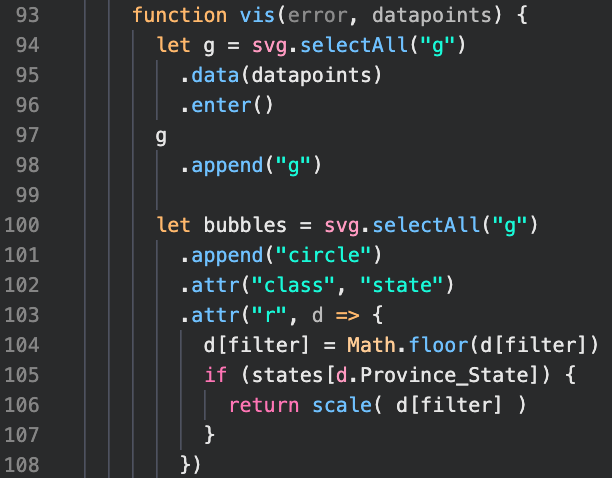 93 function vis(error, datapoints) {
94 let g = svg.selectAll("g")
95 .data(datapoints)
96 .enter()
97 g
98 .append("g")
99
100 let bubbles = svg.selectAll("g")
101 .append("circle")
102 .attr("class", "state")
103 .attr("r", d => {
104 d[filter] = Math.floor(d[filter])
105 if (states[d.Province_State]) {
106 return scale( d[filter] )
107 }
108 })